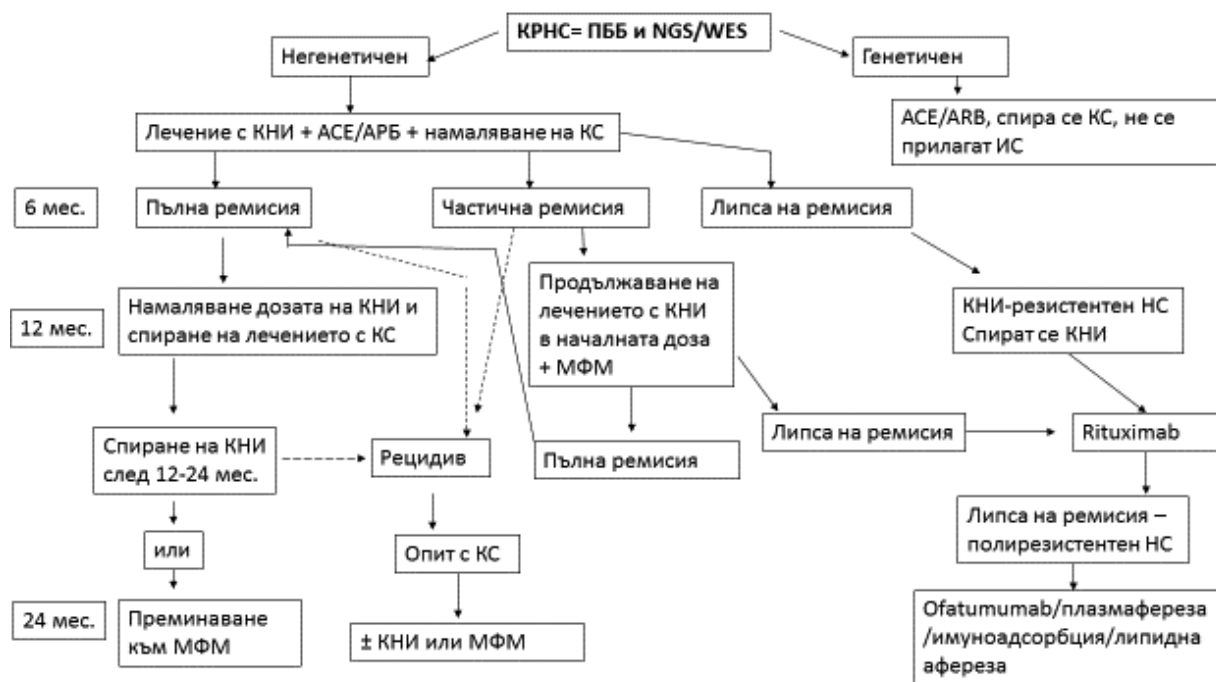 КРНС= ПББ и NGS/WES
Негенетичен
Генетичен
Лечение с КНИ + АСЕ/АРБ + намаляване на КС
ACE/ARB, спира се КС, не се
прилагат ИС
6 мес.
Пълна ремисия
Частична ремисия
Липса на ремисия
Намаляване дозата на КНИ и
спиране на лечението с КС
12 мес.
Продължаване на
лечението с КНИ
в началната доза
+ МФМ
КНИ-резистентен НС
Спират се КНИ
Спиране на КНИ
след 12-24 мес.
Рецидив
Пълна ремисия
Липса на ремисия
Rituximab
или
Опит с КС
Липса на ремисия –
полирезистентен НС
24 мес.
Преминаване
към МФМ
± КНИ или МФМ
Ofatumumab/плазмафереза
/имуноадсорбция/липидна
афереза